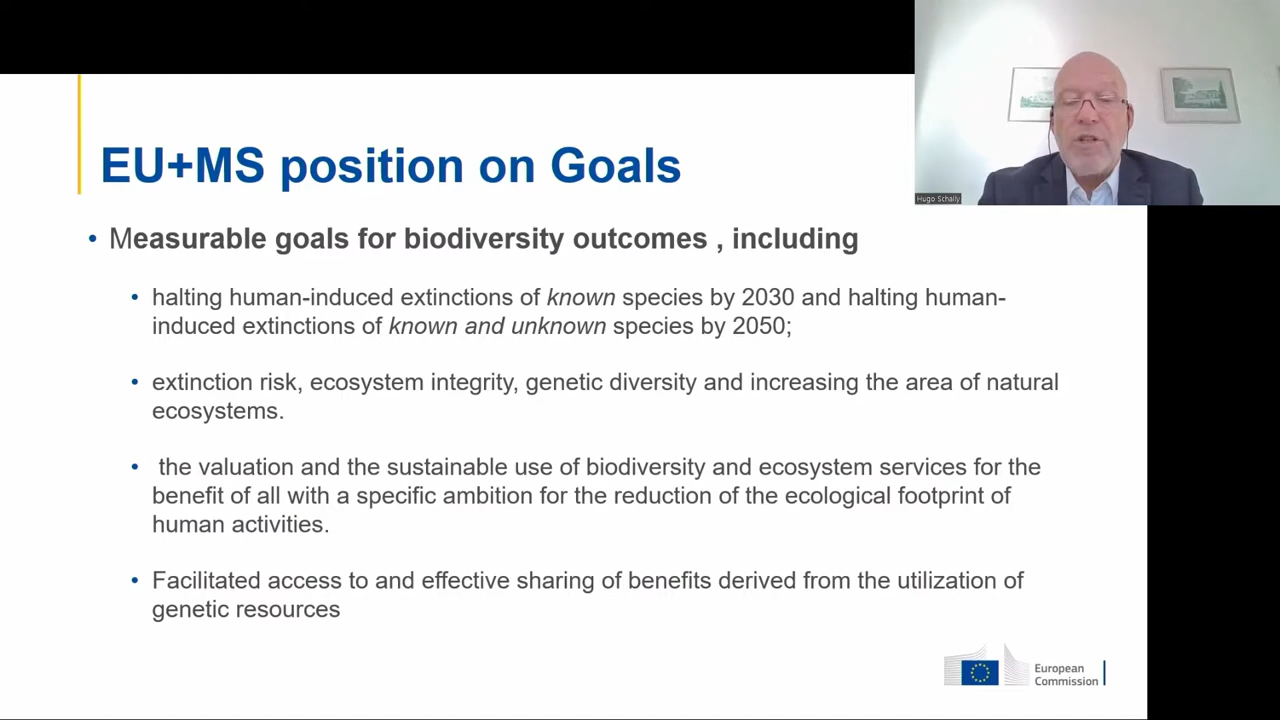 Hugo Schally
EU+MS position on Goals
• Measurable goals for biodiversity outcomes , including
• halting human-induced extinctions of known species by 2030 and halting human-
induced extinctions of known and unknown species by 2050;
• extinction risk, ecosystem integrity, genetic diversity and increasing the area of natural
ecosystems.
• the valuation and the sustainable use of biodiversity and ecosystem services for the
benefit of all with a specific ambition for the reduction of the ecological footprint of
human activities.
• Facilitated access to and effective sharing of benefits derived from the utilization of
genetic resources
European
Commission